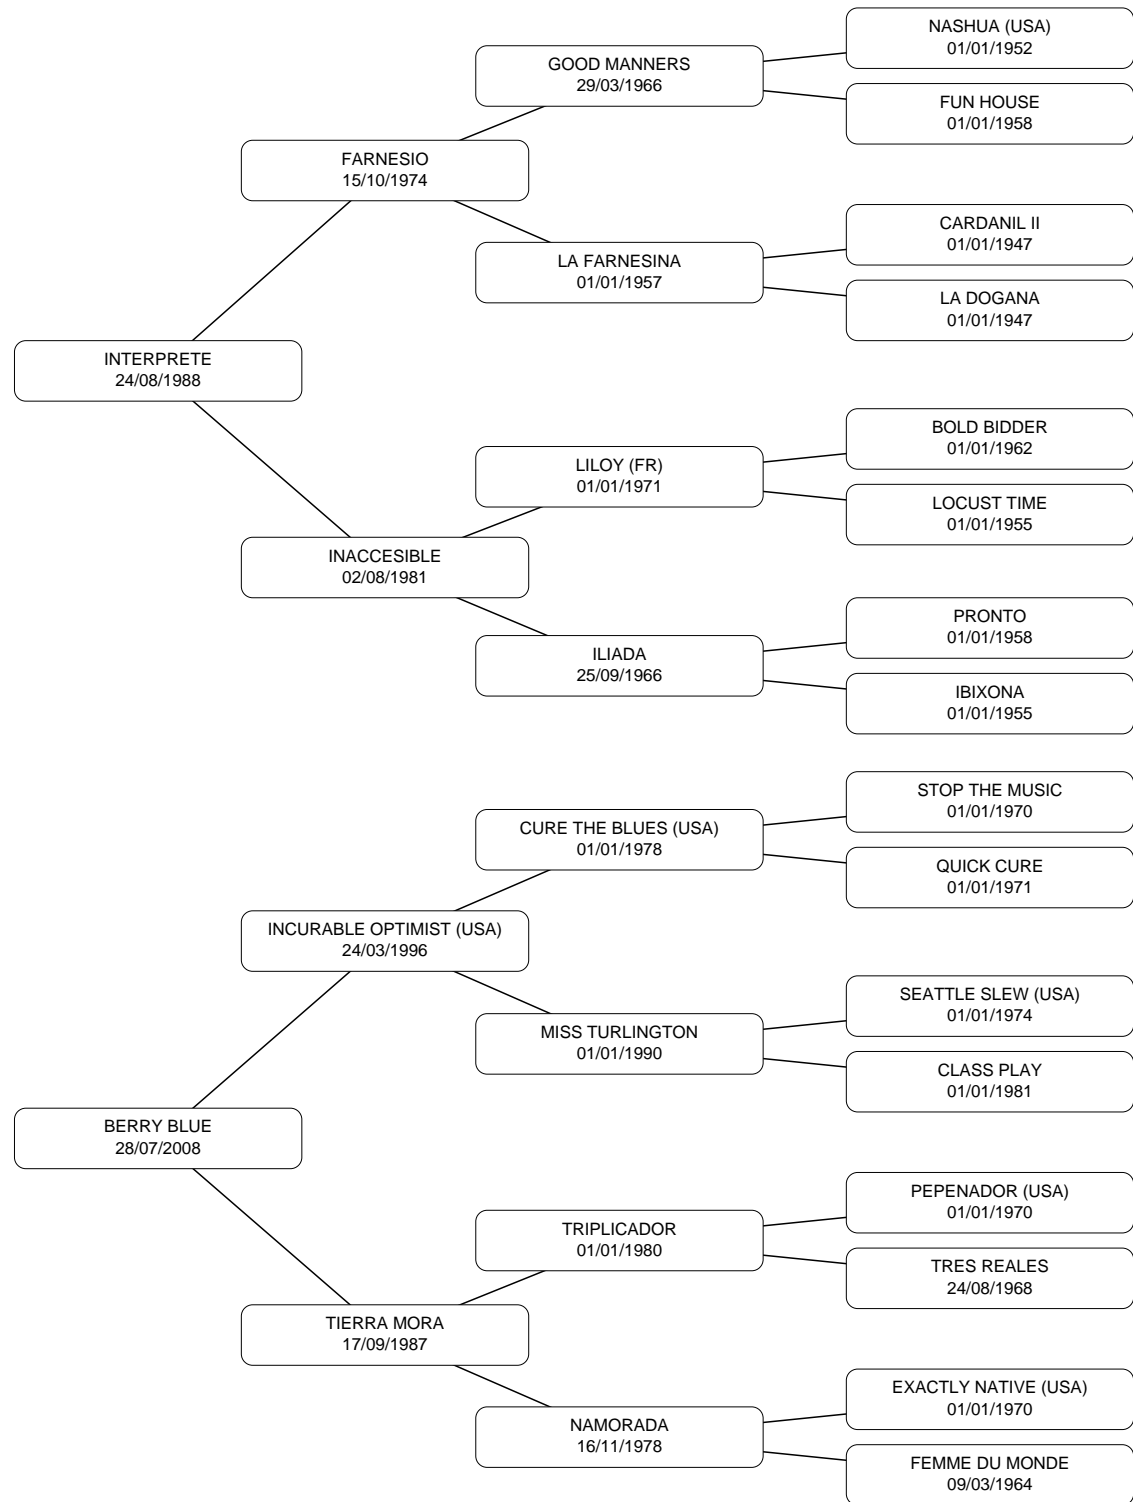 NASHUA (USA)
01/01/1952
GOOD MANNERS
29/03/1966
FUN HOUSE
01/01/1958
FARNESIO
15/10/1974
CARDANIL II
01/01/1947
LA FARNESINA
01/01/1957
LA DOGANA
01/01/1947
INTERPRETE
24/08/1988
BOLD BIDDER
01/01/1962
LILOY (FR)
01/01/1971
LOCUST TIME
01/01/1955
INACCESIBLE
02/08/1981
PRONTO
01/01/1958
ILIADA
25/09/1966
IBIXONA
01/01/1955
STOP THE MUSIC
01/01/1970
CURE THE BLUES (USA)
01/01/1978
QUICK CURE
01/01/1971
INCURABLE OPTIMIST (USA)
24/03/1996
SEATTLE SLEW (USA)
01/01/1974
MISS TURLINGTON
01/01/1990
CLASS PLAY
01/01/1981
BERRY BLUE
28/07/2008
PEPENADOR (USA)
01/01/1970
TRIPLICADOR
01/01/1980
TRES REALES
24/08/1968
TIERRA MORA
17/09/1987
EXACTLY NATIVE (USA)
01/01/1970
NAMORADA
16/11/1978
FEMME DU MONDE
09/03/1964